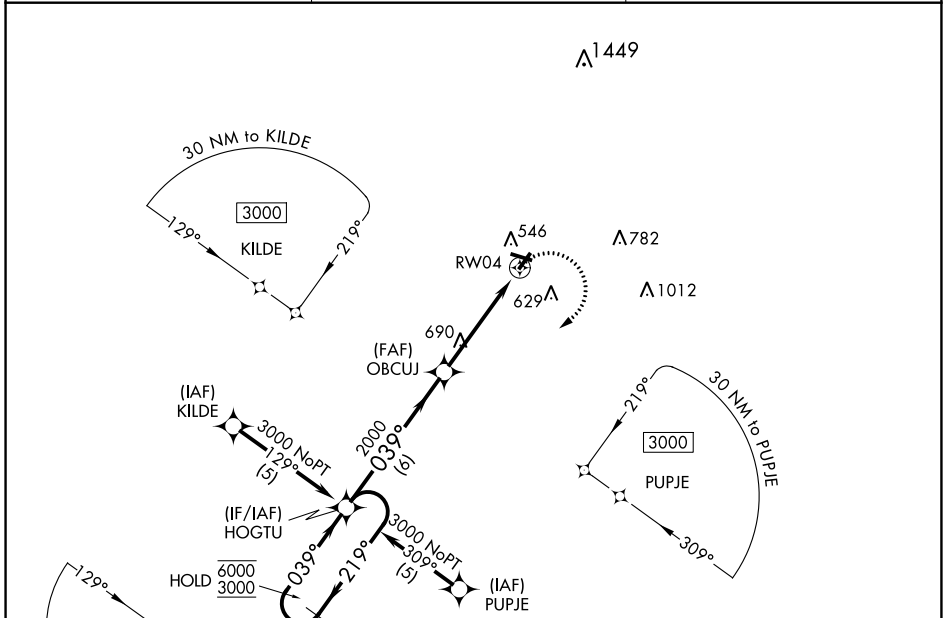 1449
30 NM to KILDE
3000
129°
219°
KILDE
546
782
RW04
629
1012
690
(FAF)
OBCUJ
30 NM to PUPJE
219°
3000
PUPJE
309°
(IAF)
KILDE
3000 NoPT
129°
(5)
2000
039°
(6)
(IF/IAF)
HOGTU
3000 NoPT
309°
(5)
039°
219°
HOLD
6000
3000
(IAF)
PUPJE
129°